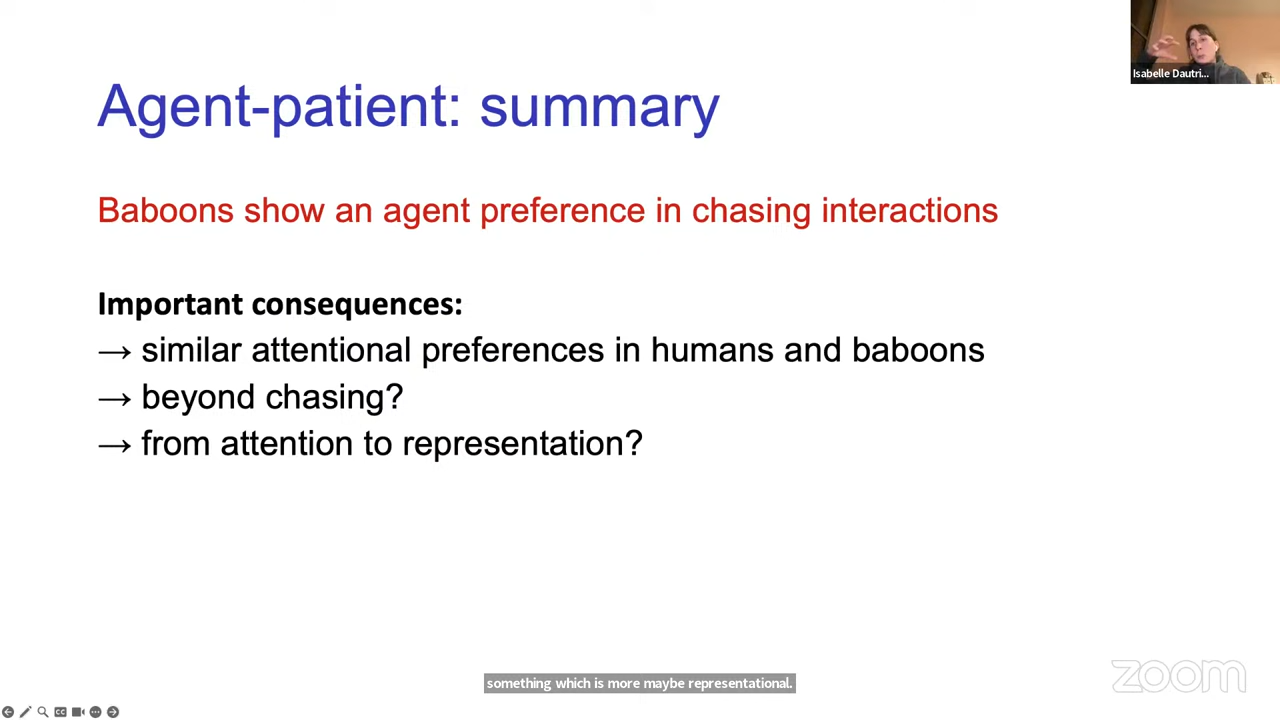 Isabelle Dautri...
Agent-patient: summary
Baboons show an agent preference in chasing interactions
Important consequences:
→ similar attentional preferences in humans and baboons
→ beyond chasing?
→ from attention to representation?
something which is more maybe representational.
zoom